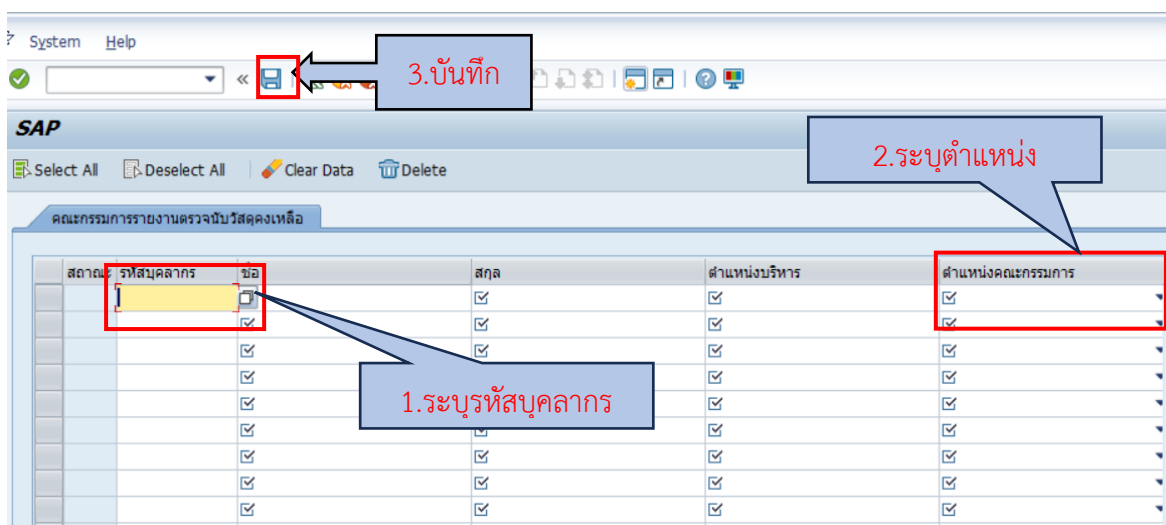 System Help
3.บันทึก
SAP
2.ระบุตำแหน่ง
Select All Deselect All Clear Data Delete
คณะกรรมการรายงานตรวจนับวัสดุคงเหลือ
สถานะ รหัสบุคลากร ชื่อ สกุล ตำแหน่งบริหาร ตำแหน่งคณะกรรมการ
1.ระบุรหัสบุคลากร